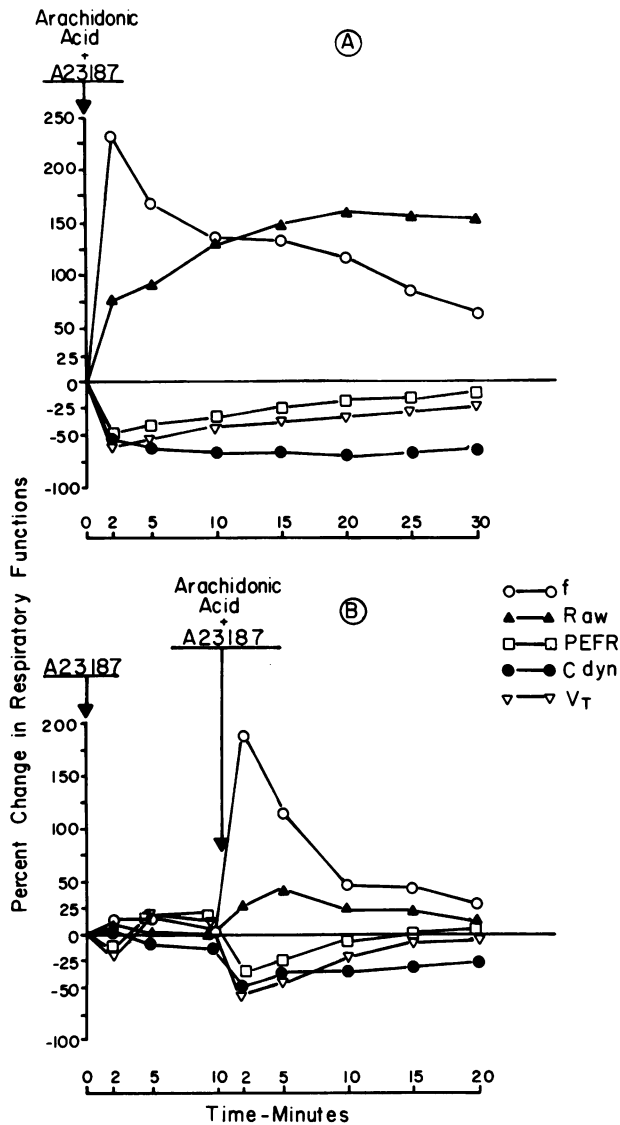 Arachidonic
Acid
+
A23187
A
250
200
150
100
50
25
0
-25
-50
-100
0 2 5 10 15 20 25 30
Percent Change in Respiratory Functions
Arachidonic
Acid
+
A23187
B
A23187
f
Raw
PEFR
C dyn
VT
200
150
100
50
25
0
-25
-50
-100
0 2 5 10 2 5 10 15 20
Time-Minutes